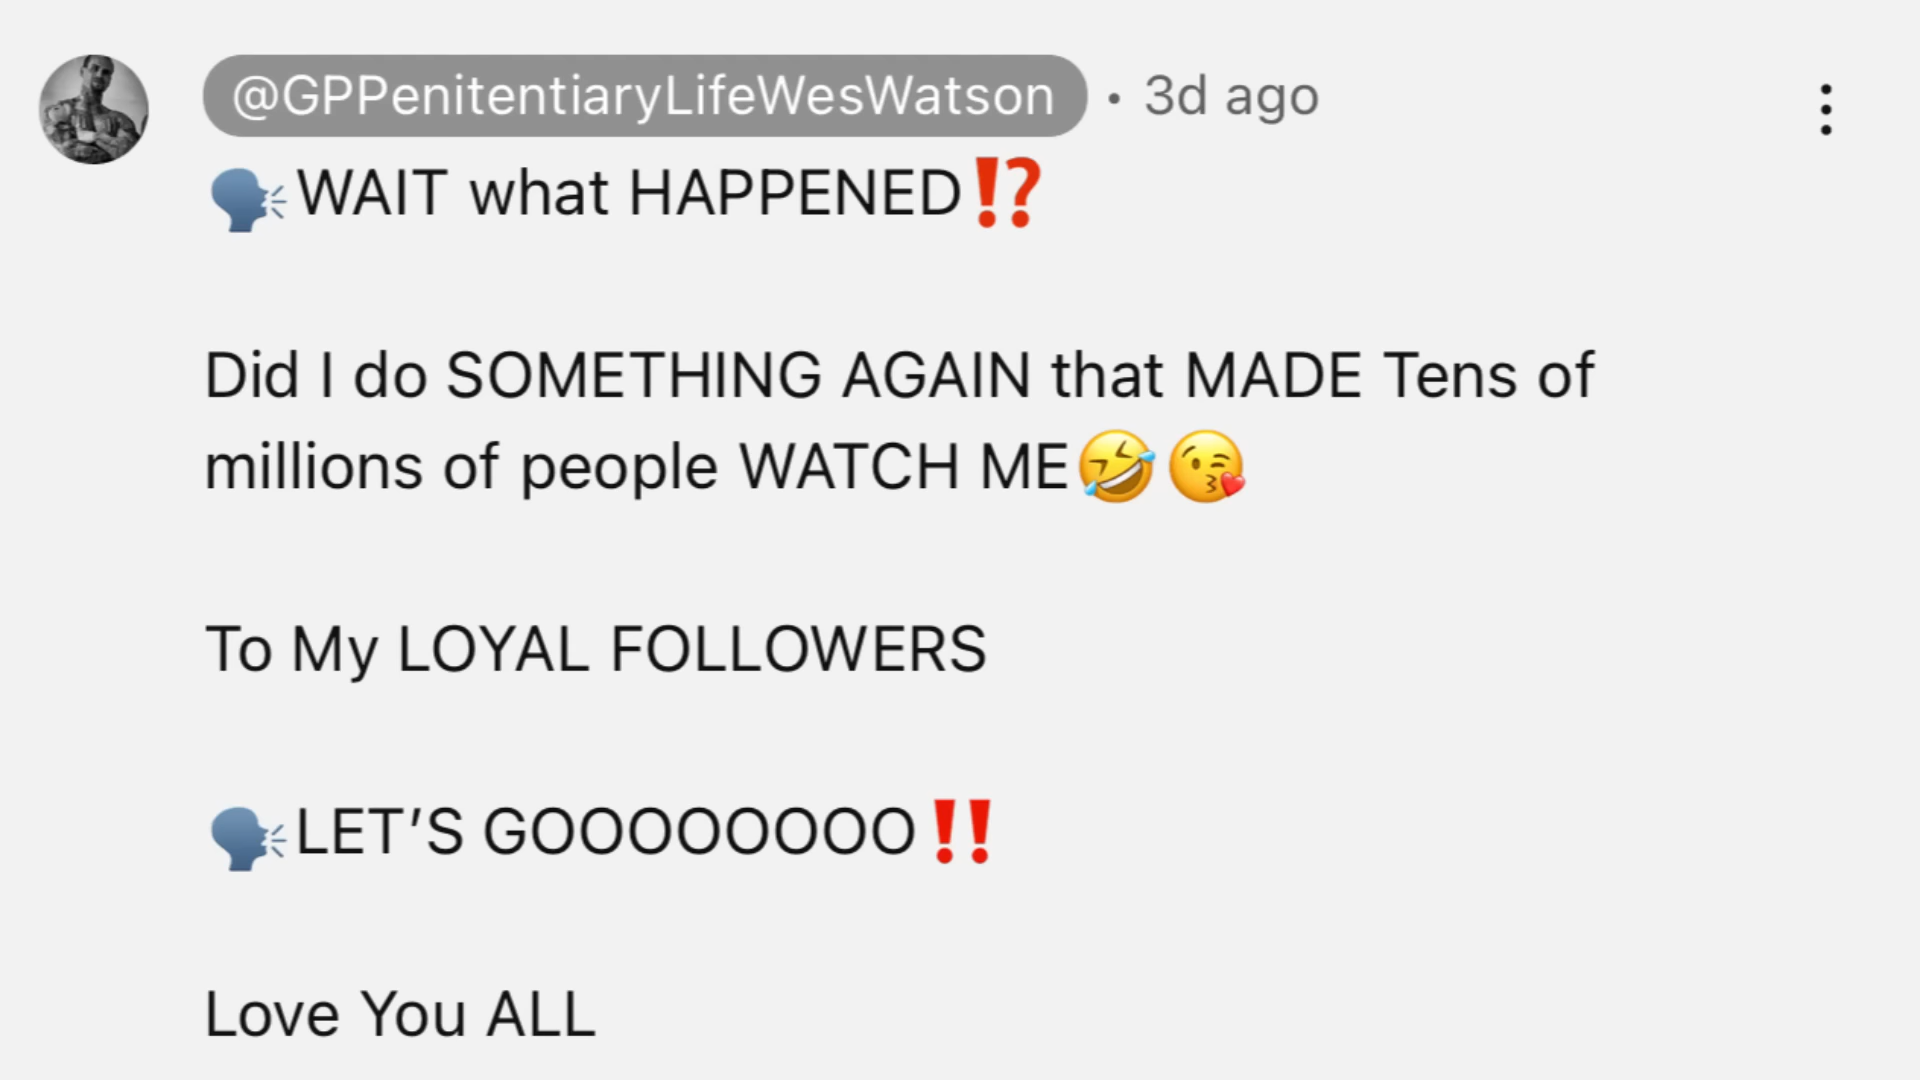 @GPPenitentiaryLifeWesWatson • 3d ago
🗣️WAIT what HAPPENED⁉️
Did I do SOMETHING AGAIN that MADE Tens of
millions of people WATCH ME🤣😘
To My LOYAL FOLLOWERS
🗣️LET’S GOOOOOOOO‼️
Love You ALL